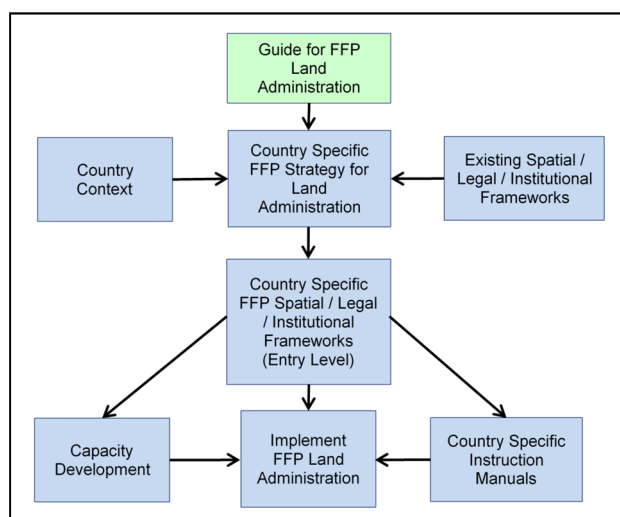 Guide for FFP
Land
Administration
Country
Context
Country Specific
FFP Strategy for
Land
Administration
Existing Spatial /
Legal / Institutional
Frameworks
Country Specific
FFP Spatial / Legal
/ Institutional
Frameworks
(Entry Level)
Capacity
Development
Implement
FFP Land
Administration
Country Specific
Instruction
Manuals